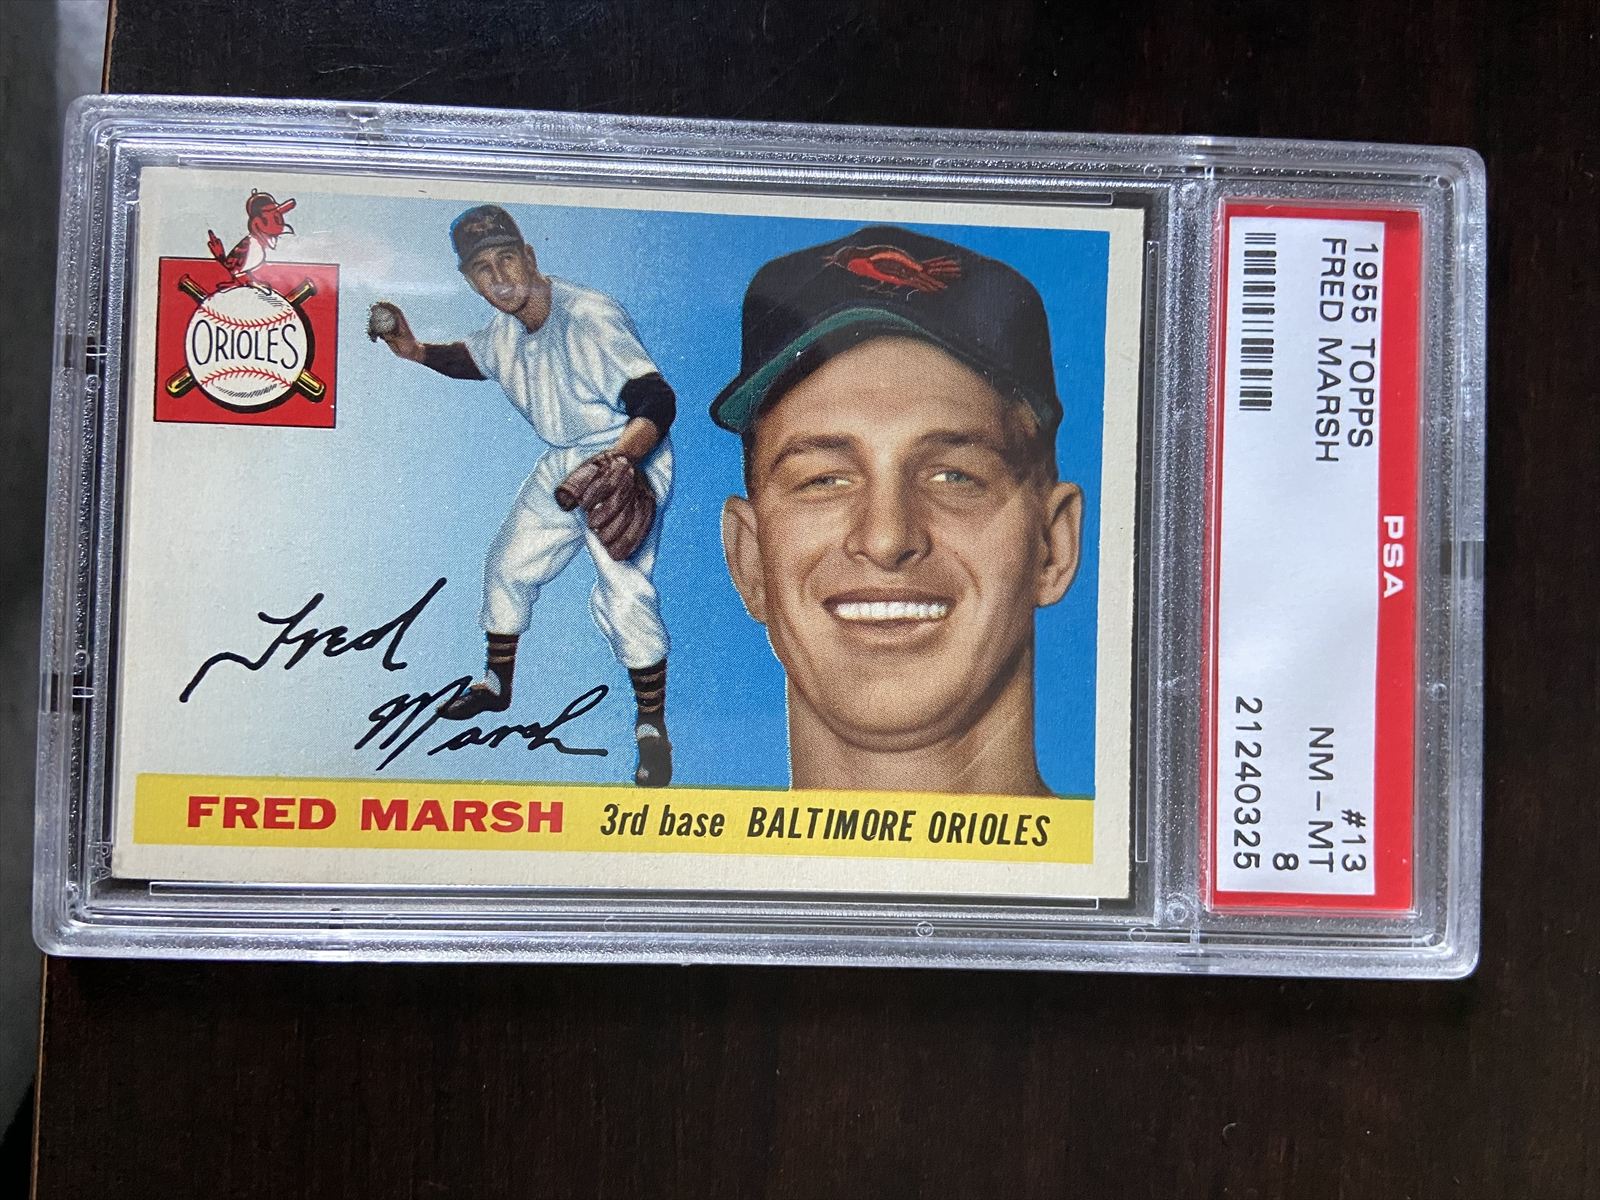 ORIOLES
Fred
Marsh
FRED MARSH 3rd base BALTIMORE ORIOLES
PSA
1955 TOPPS #13
FRED MARSH NM - MT
8
21240325